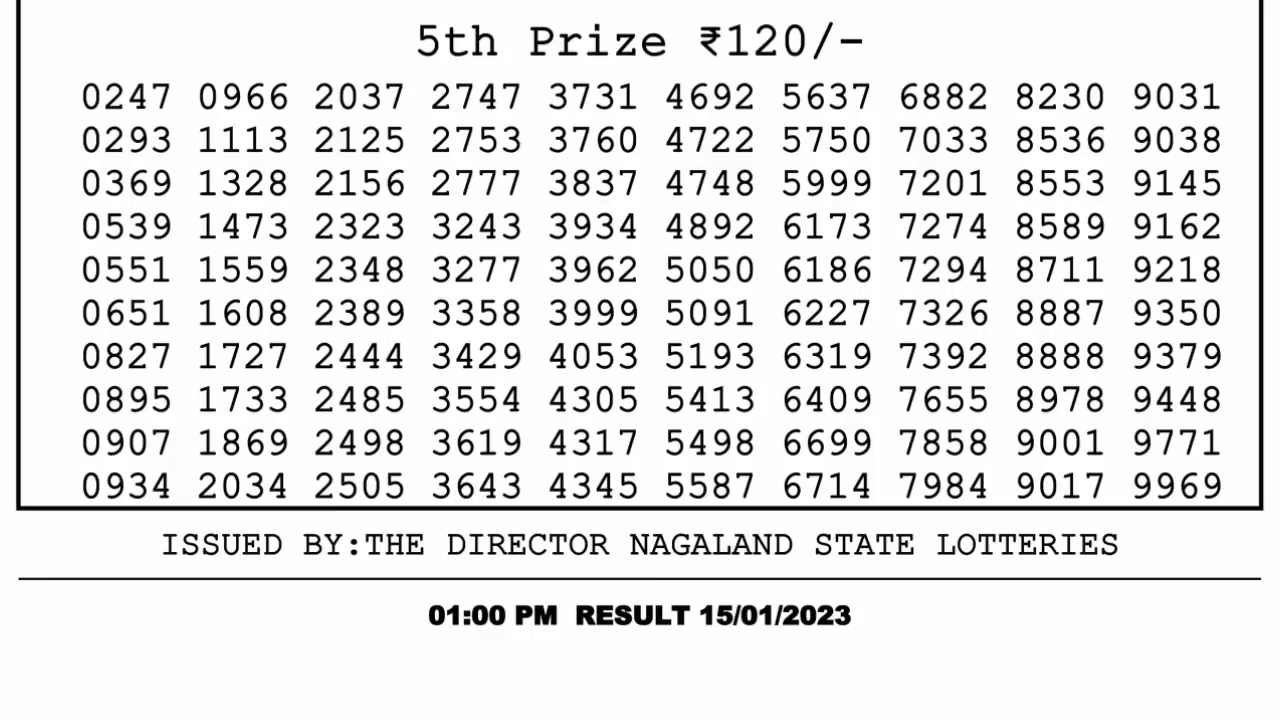 5th Prize ₹120/-
0247 0966 2037 2747 3731 4692 5637 6882 8230 9031
0293 1113 2125 2753 3760 4722 5750 7033 8536 9038
0369 1328 2156 2777 3837 4748 5999 7201 8553 9145
0539 1473 2323 3243 3934 4892 6173 7274 8589 9162
0551 1559 2348 3277 3962 5050 6186 7294 8711 9218
0651 1608 2389 3358 3999 5091 6227 7326 8887 9350
0827 1727 2444 3429 4053 5193 6319 7392 8888 9379
0895 1733 2485 3554 4305 5413 6409 7655 8978 9448
0907 1869 2498 3619 4317 5498 6699 7858 9001 9771
0934 2034 2505 3643 4345 5587 6714 7984 9017 9969
ISSUED BY:THE DIRECTOR NAGALAND STATE LOTTERIES
01:00 PM RESULT 15/01/2023